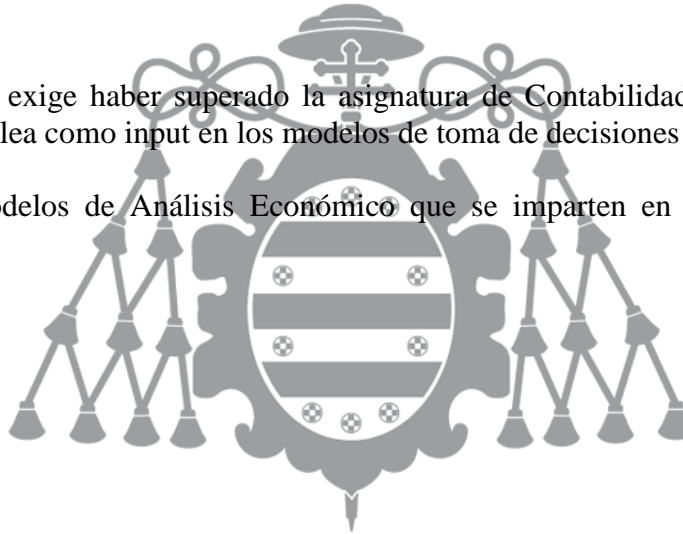 exige haber superado la asignatura de Contabilidad
lea como input en los modelos de toma de decisiones
delos de Análisis Económico que se imparten en